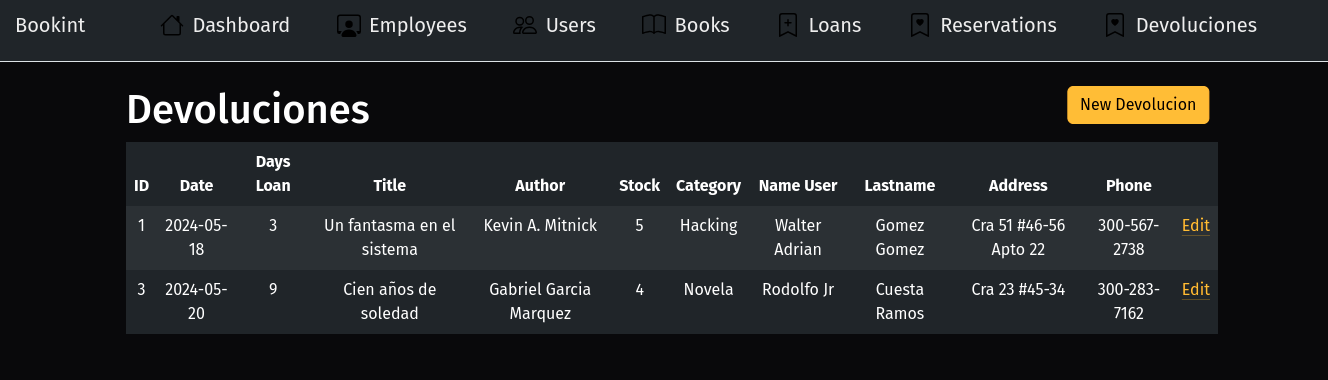 Bookint Dashboard Employees Users Books Loans Reservations Devoluciones
Devoluciones New Devolucion
Days
ID Date Loan Title Author Stock Category Name User Lastname Address Phone
1 2024-05- 3 Un fantasma en el Kevin A. Mitnick 5 Hacking Walter Gomez Cra 51 #46-56 300-567- Edit
18 sistema Adrian Gomez Apto 22 2738
3 2024-05- 9 Cien años de Gabriel Garcia 4 Novela Rodolfo Jr Cuesta Cra 23 #45-34 300-283- Edit
20 soledad Marquez Ramos 7162